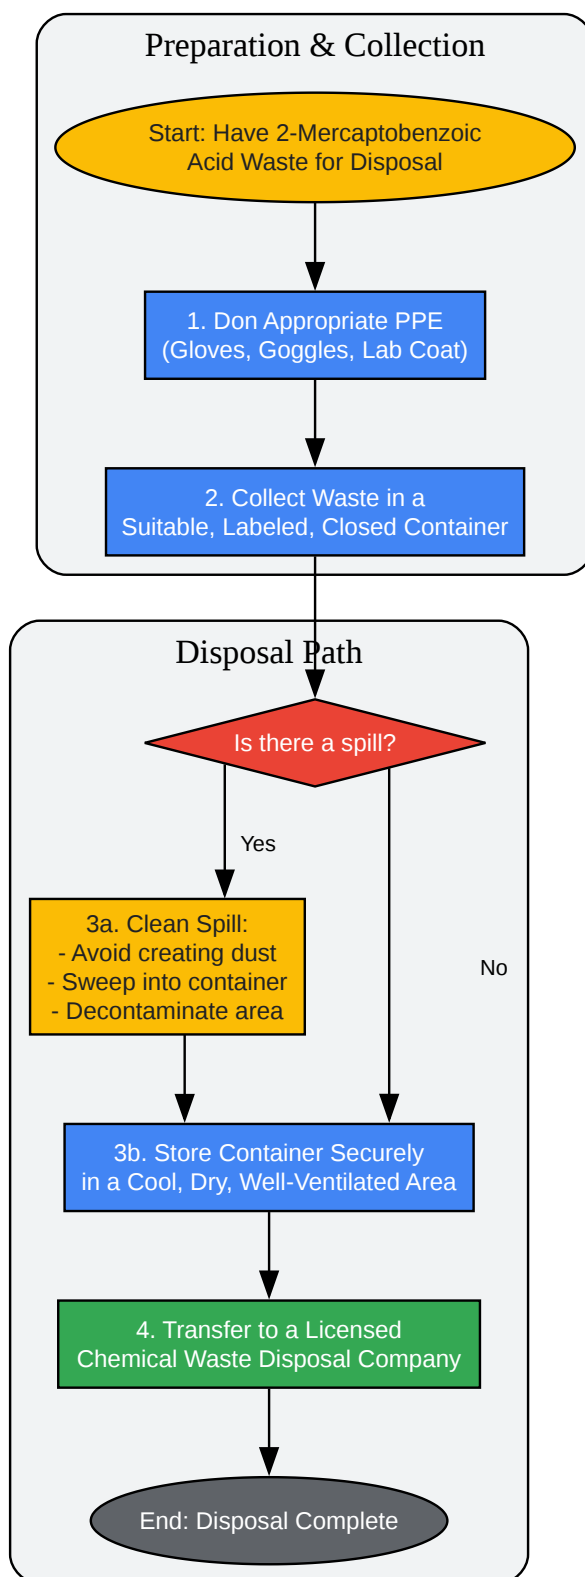 Preparation & Collection
Start: Have 2-Mercaptobenzoic
Acid Waste for Disposal
1. Don Appropriate PPE
(Gloves, Goggles, Lab Coat)
2. Collect Waste in a
Suitable, Labeled, Closed Container
Disposal Path
Is there a spill?
Yes
3a. Clean Spill:
- Avoid creating dust
- Sweep into container
- Decontaminate area
No
3b. Store Container Securely
in a Cool, Dry, Well-Ventilated Area
4. Transfer to a Licensed
Chemical Waste Disposal Company
End: Disposal Complete